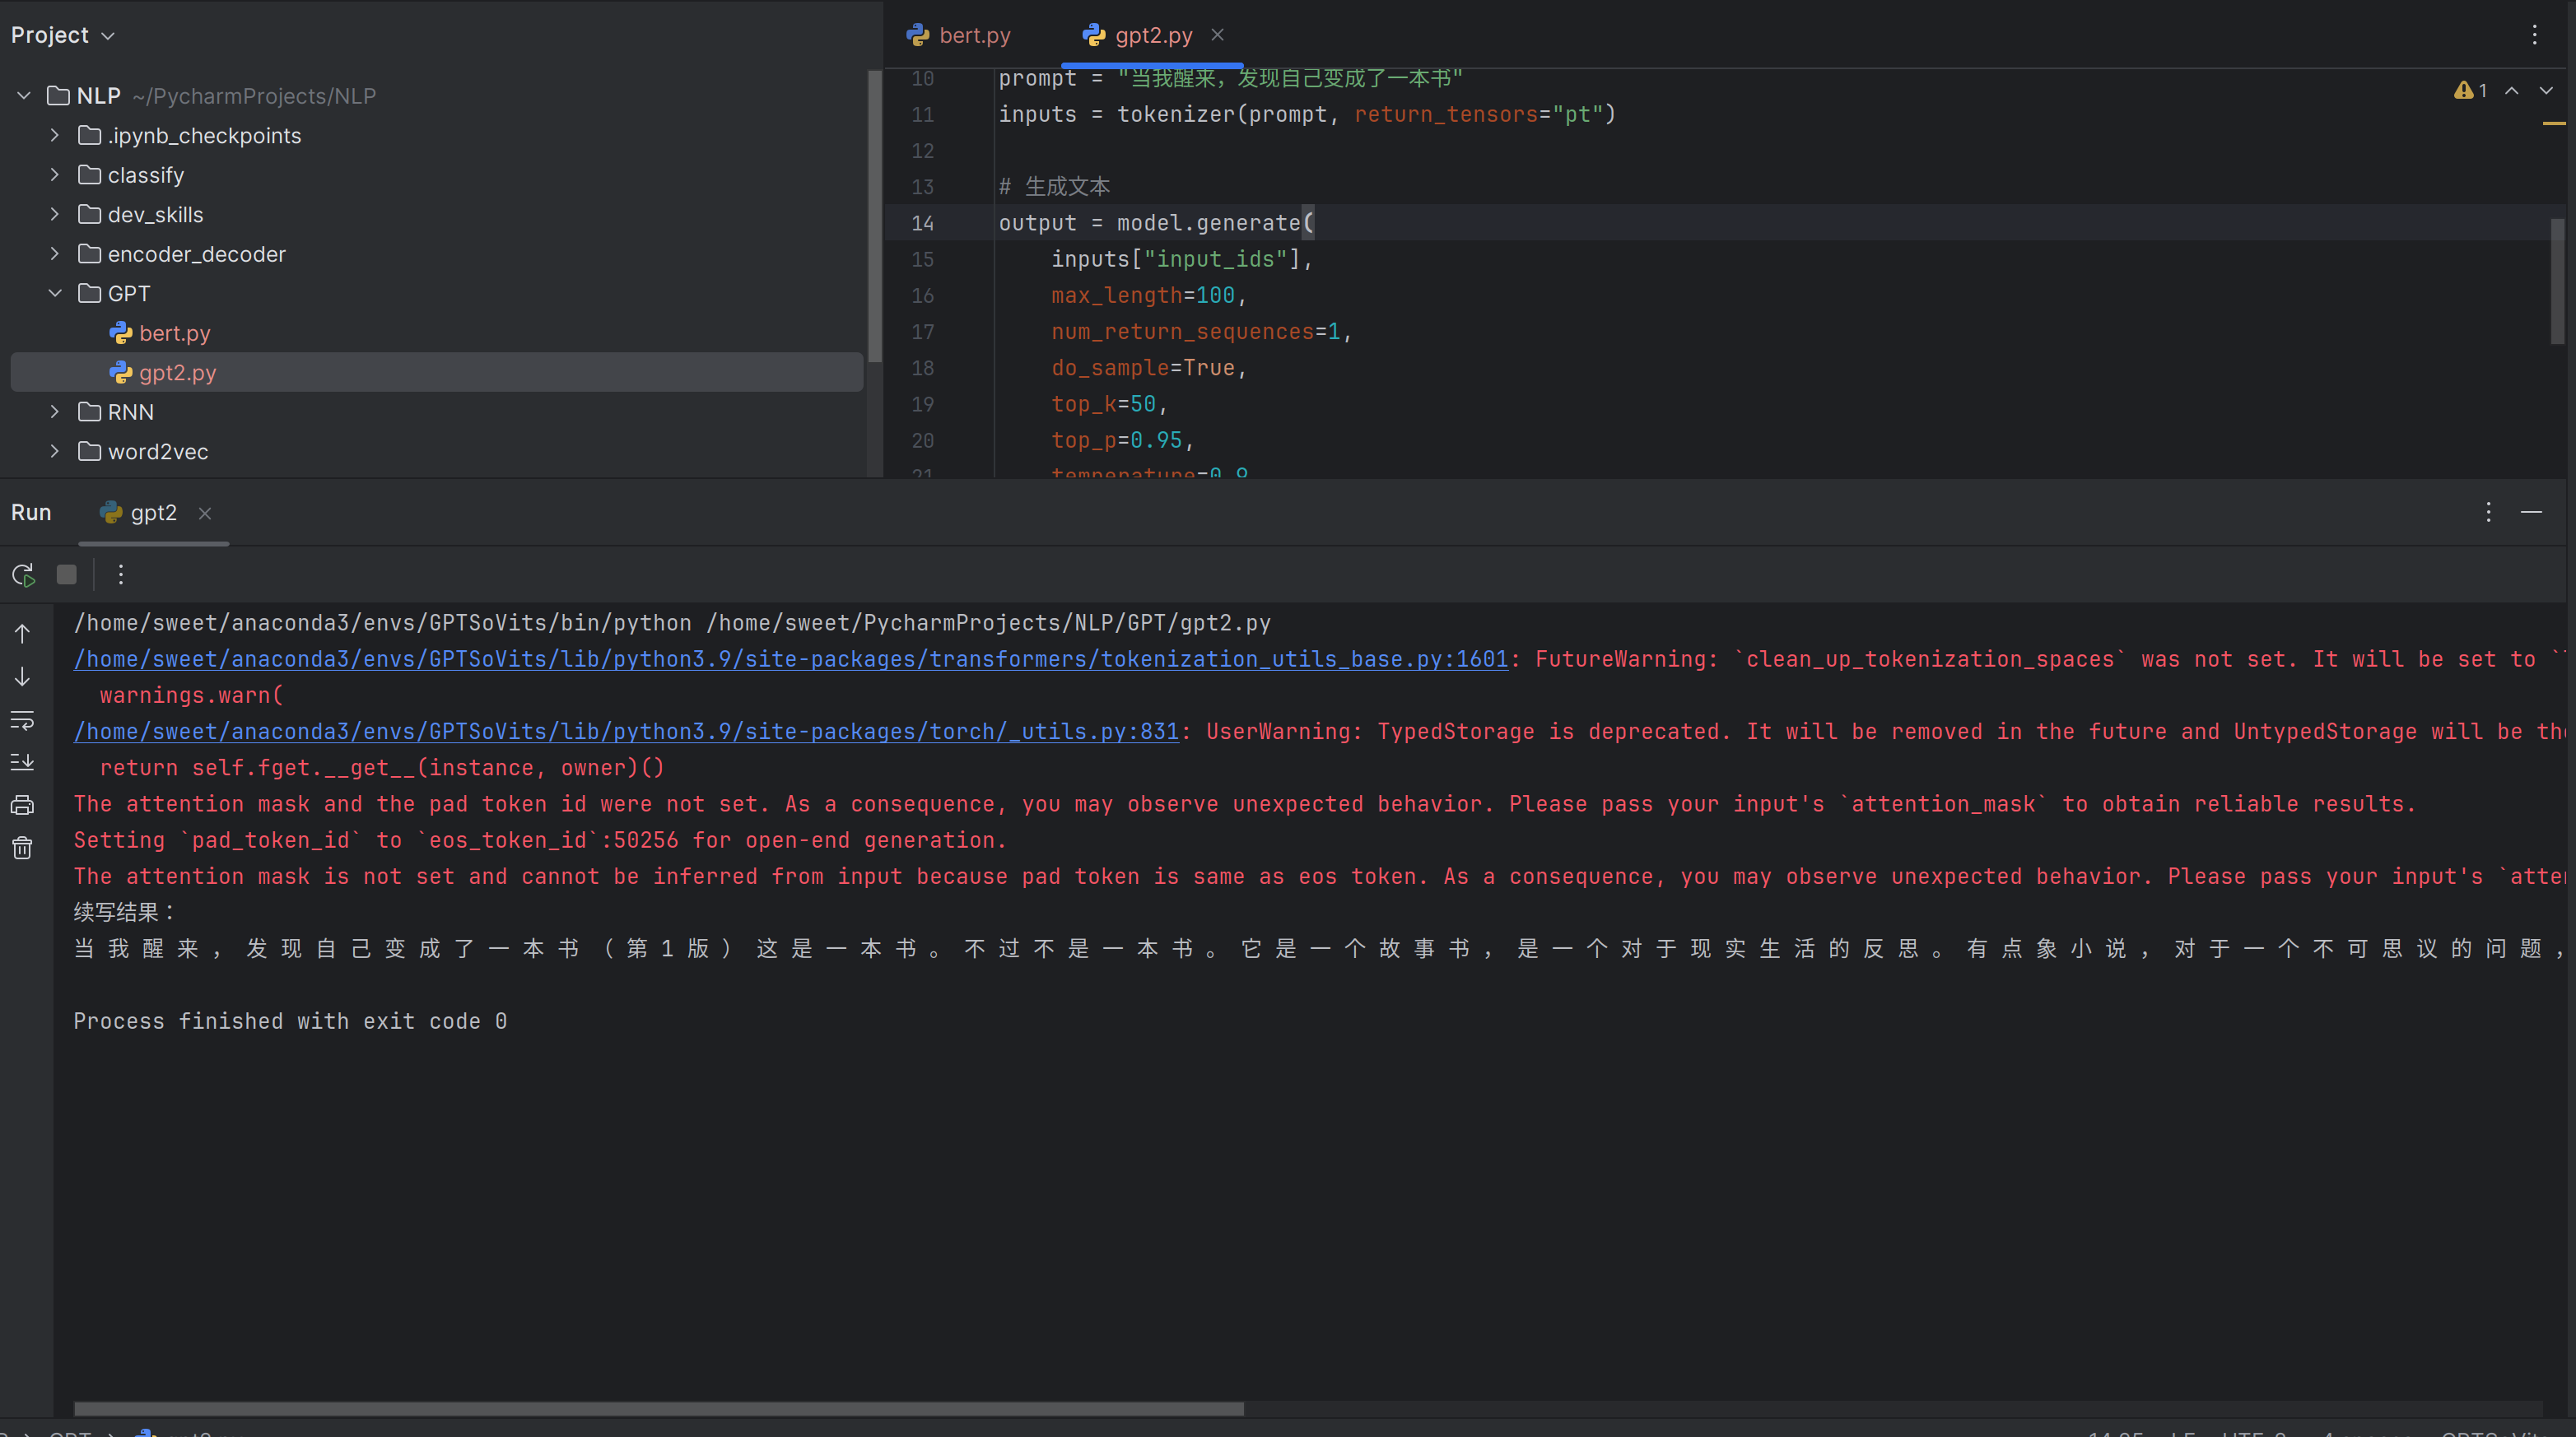 Project
NLP ~/PycharmProjects/NLP
.ipynb_checkpoints
classify
dev_skills
encoder_decoder
GPT
bert.py
gpt2.py
RNN
word2vec
bert.py
gpt2.py
1
10 prompt = "当我醒来，发现自己变成了一本书"
11 inputs = tokenizer(prompt, return_tensors="pt")
12
13 # 生成文本
14 output = model.generate(
15 inputs["input_ids"],
16 max_length=100,
17 num_return_sequences=1,
18 do_sample=True,
19 top_k=50,
20 top_p=0.95,
21 temperature=0.9
Run gpt2
/home/sweet/anaconda3/envs/GPTSoVits/bin/python /home/sweet/PycharmProjects/NLP/GPT/gpt2.py
/home/sweet/anaconda3/envs/GPTSoVits/lib/python3.9/site-packages/transformers/tokenization_utils_base.py:1601: FutureWarning: `clean_up_tokenization_spaces` was not set. It will be set to `
warnings.warn(
/home/sweet/anaconda3/envs/GPTSoVits/lib/python3.9/site-packages/torch/_utils.py:831: UserWarning: TypedStorage is deprecated. It will be removed in the future and UntypedStorage will be
return self.fget.__get__(instance, owner)()
The attention mask and the pad token id were not set. As a consequence, you may observe unexpected behavior. Please pass your input's `attention_mask` to obtain reliable results.
Setting `pad_token_id` to `eos_token_id`:50256 for open-end generation.
The attention mask is not set and cannot be inferred from input because pad token is same as eos token. As a consequence, you may observe unexpected behavior. Please pass your input's
续写结果：
当 我 醒 来 ， 发 现 自 己 变 成 了 一 本 书 （ 第 1 版 ） 这 是 一 本 书 。 不 过 不 是 一 本 书 。 它 是 一 个 故 事 书 ， 是 一 个 对 于 现 实 生 活 的 反 思 。 有 点 象 小 说 ， 对 于 一 个 不 可 思 议 的 问 题 ，
Process finished with exit code 0